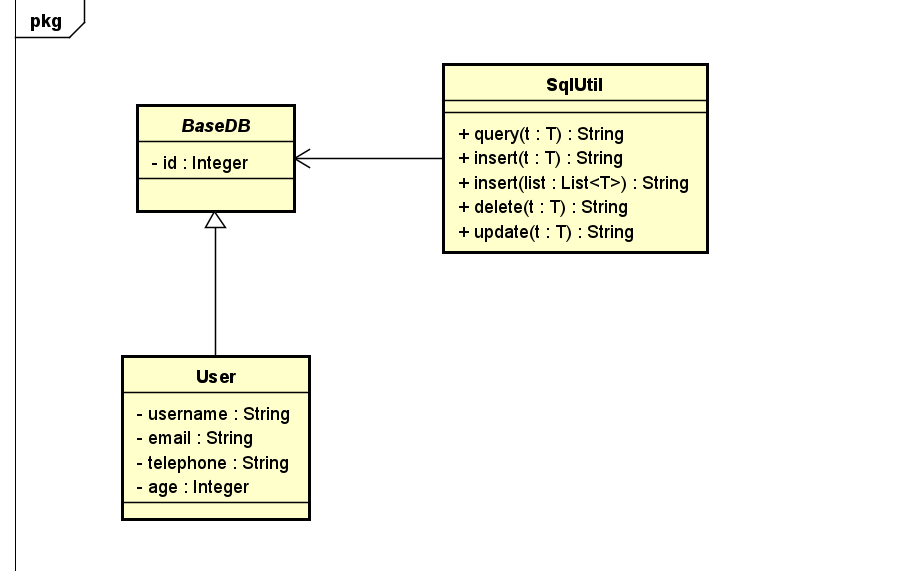 pkg
BaseDB
- id : Integer
SqlUtil
+ query(t : T) : String
+ insert(t : T) : String
+ insert(list : List<T>) : String
+ delete(t : T) : String
+ update(t : T) : String
User
- username : String
- email : String
- telephone : String
- age : Integer